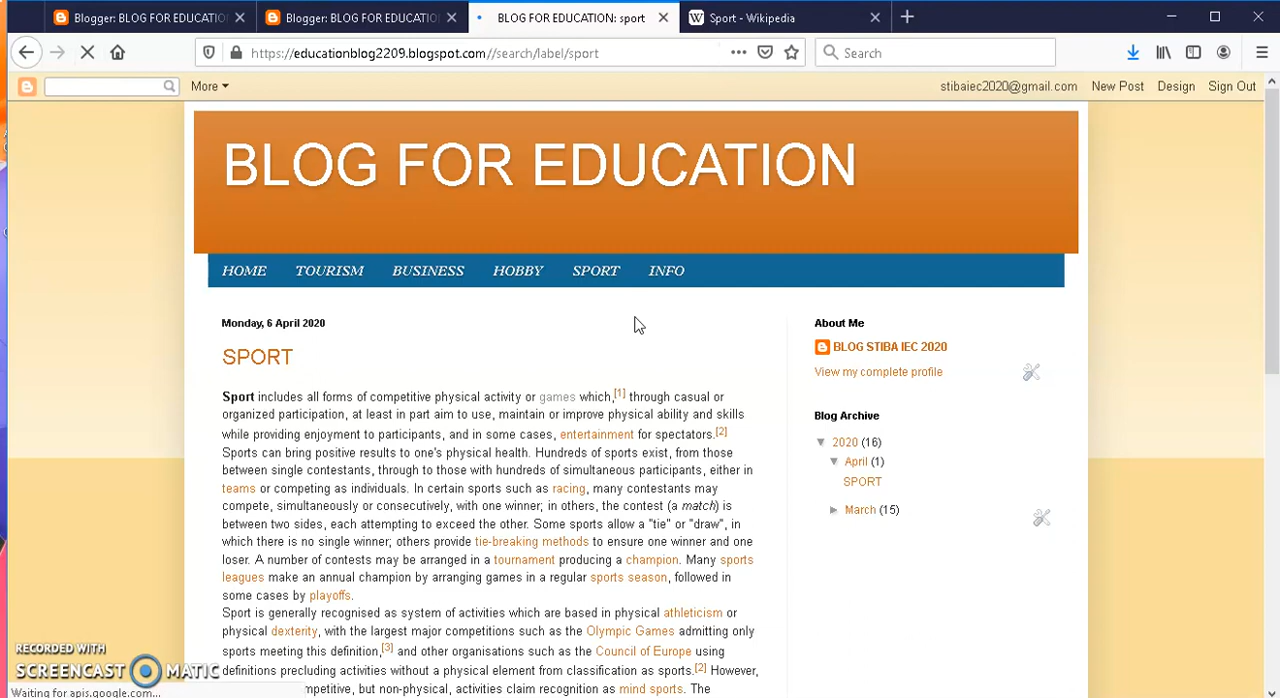 Blogger: BLOG FOR EDUCATIO
Blogger: BLOG FOR EDUCATIO
BLOG FOR EDUCATION: sport
Sport - Wikipedia
https://educationblog2209.blogspot.com//search/label/sport
Search
More
stibaiec2020@gmail.com New Post Design Sign Out
BLOG FOR EDUCATION
HOME TOURISM BUSINESS HOBBY SPORT INFO
Monday, 6 April 2020
SPORT
Sport includes all forms of competitive physical activity or games which,[1] through casual or
organized participation, at least in part aim to use, maintain or improve physical ability and skills
while providing enjoyment to participants, and in some cases, entertainment for spectators.[2]
Sports can bring positive results to one's physical health. Hundreds of sports exist, from those
between single contestants, through to those with hundreds of simultaneous participants, either in
teams or competing as individuals. In certain sports such as racing, many contestants may
compete, simultaneously or consecutively, with one winner; in others, the contest (a match) is
between two sides, each attempting to exceed the other. Some sports allow a "tie" or "draw", in
which there is no single winner; others provide tie-breaking methods to ensure one winner and one
loser. A number of contests may be arranged in a tournament producing a champion. Many sports
leagues make an annual champion by arranging games in a regular sports season, followed in
some cases by playoffs.
Sport is generally recognised as system of activities which are based in physical athleticism or
physical dexterity, with the largest major competitions such as the Olympic Games admitting only
sports meeting this definition,[3] and other organisations such as the Council of Europe using
definitions precluding activities without a physical element from classification as sports.[2] However,
mpetitive, but non-physical, activities claim recognition as mind sports. The
About Me
BLOG STIBA IEC 2020
View my complete profile
Blog Archive
▼ 2020 (16)
▼ April (1)
SPORT
► March (15)
RECORDED WITH
SCREENCAST MATIC
Waiting for apis.google.com...